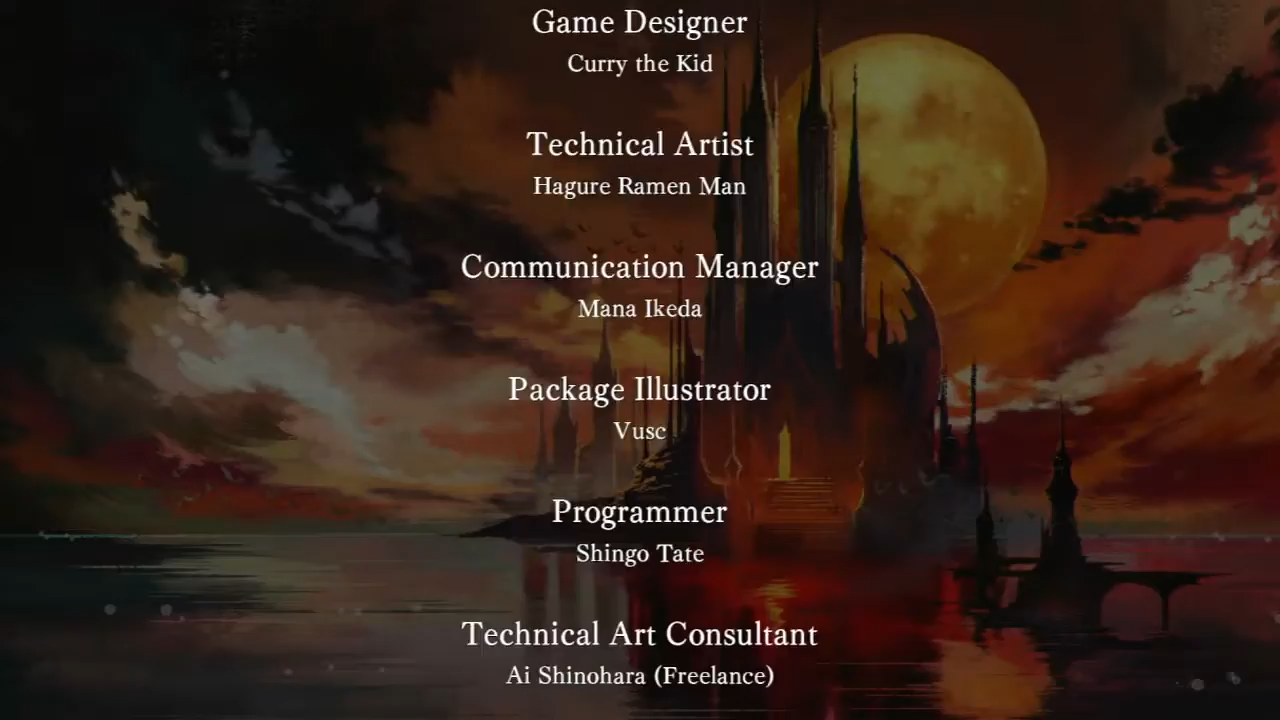 Game Designer
Curry the Kid
Technical Artist
Hagure Ramen Man
Communication Manager
Mana Ikeda
Package Illustrator
Vusc
Programmer
Shingo Tate
Technical Art Consultant
Ai Shinohara (Freelance)